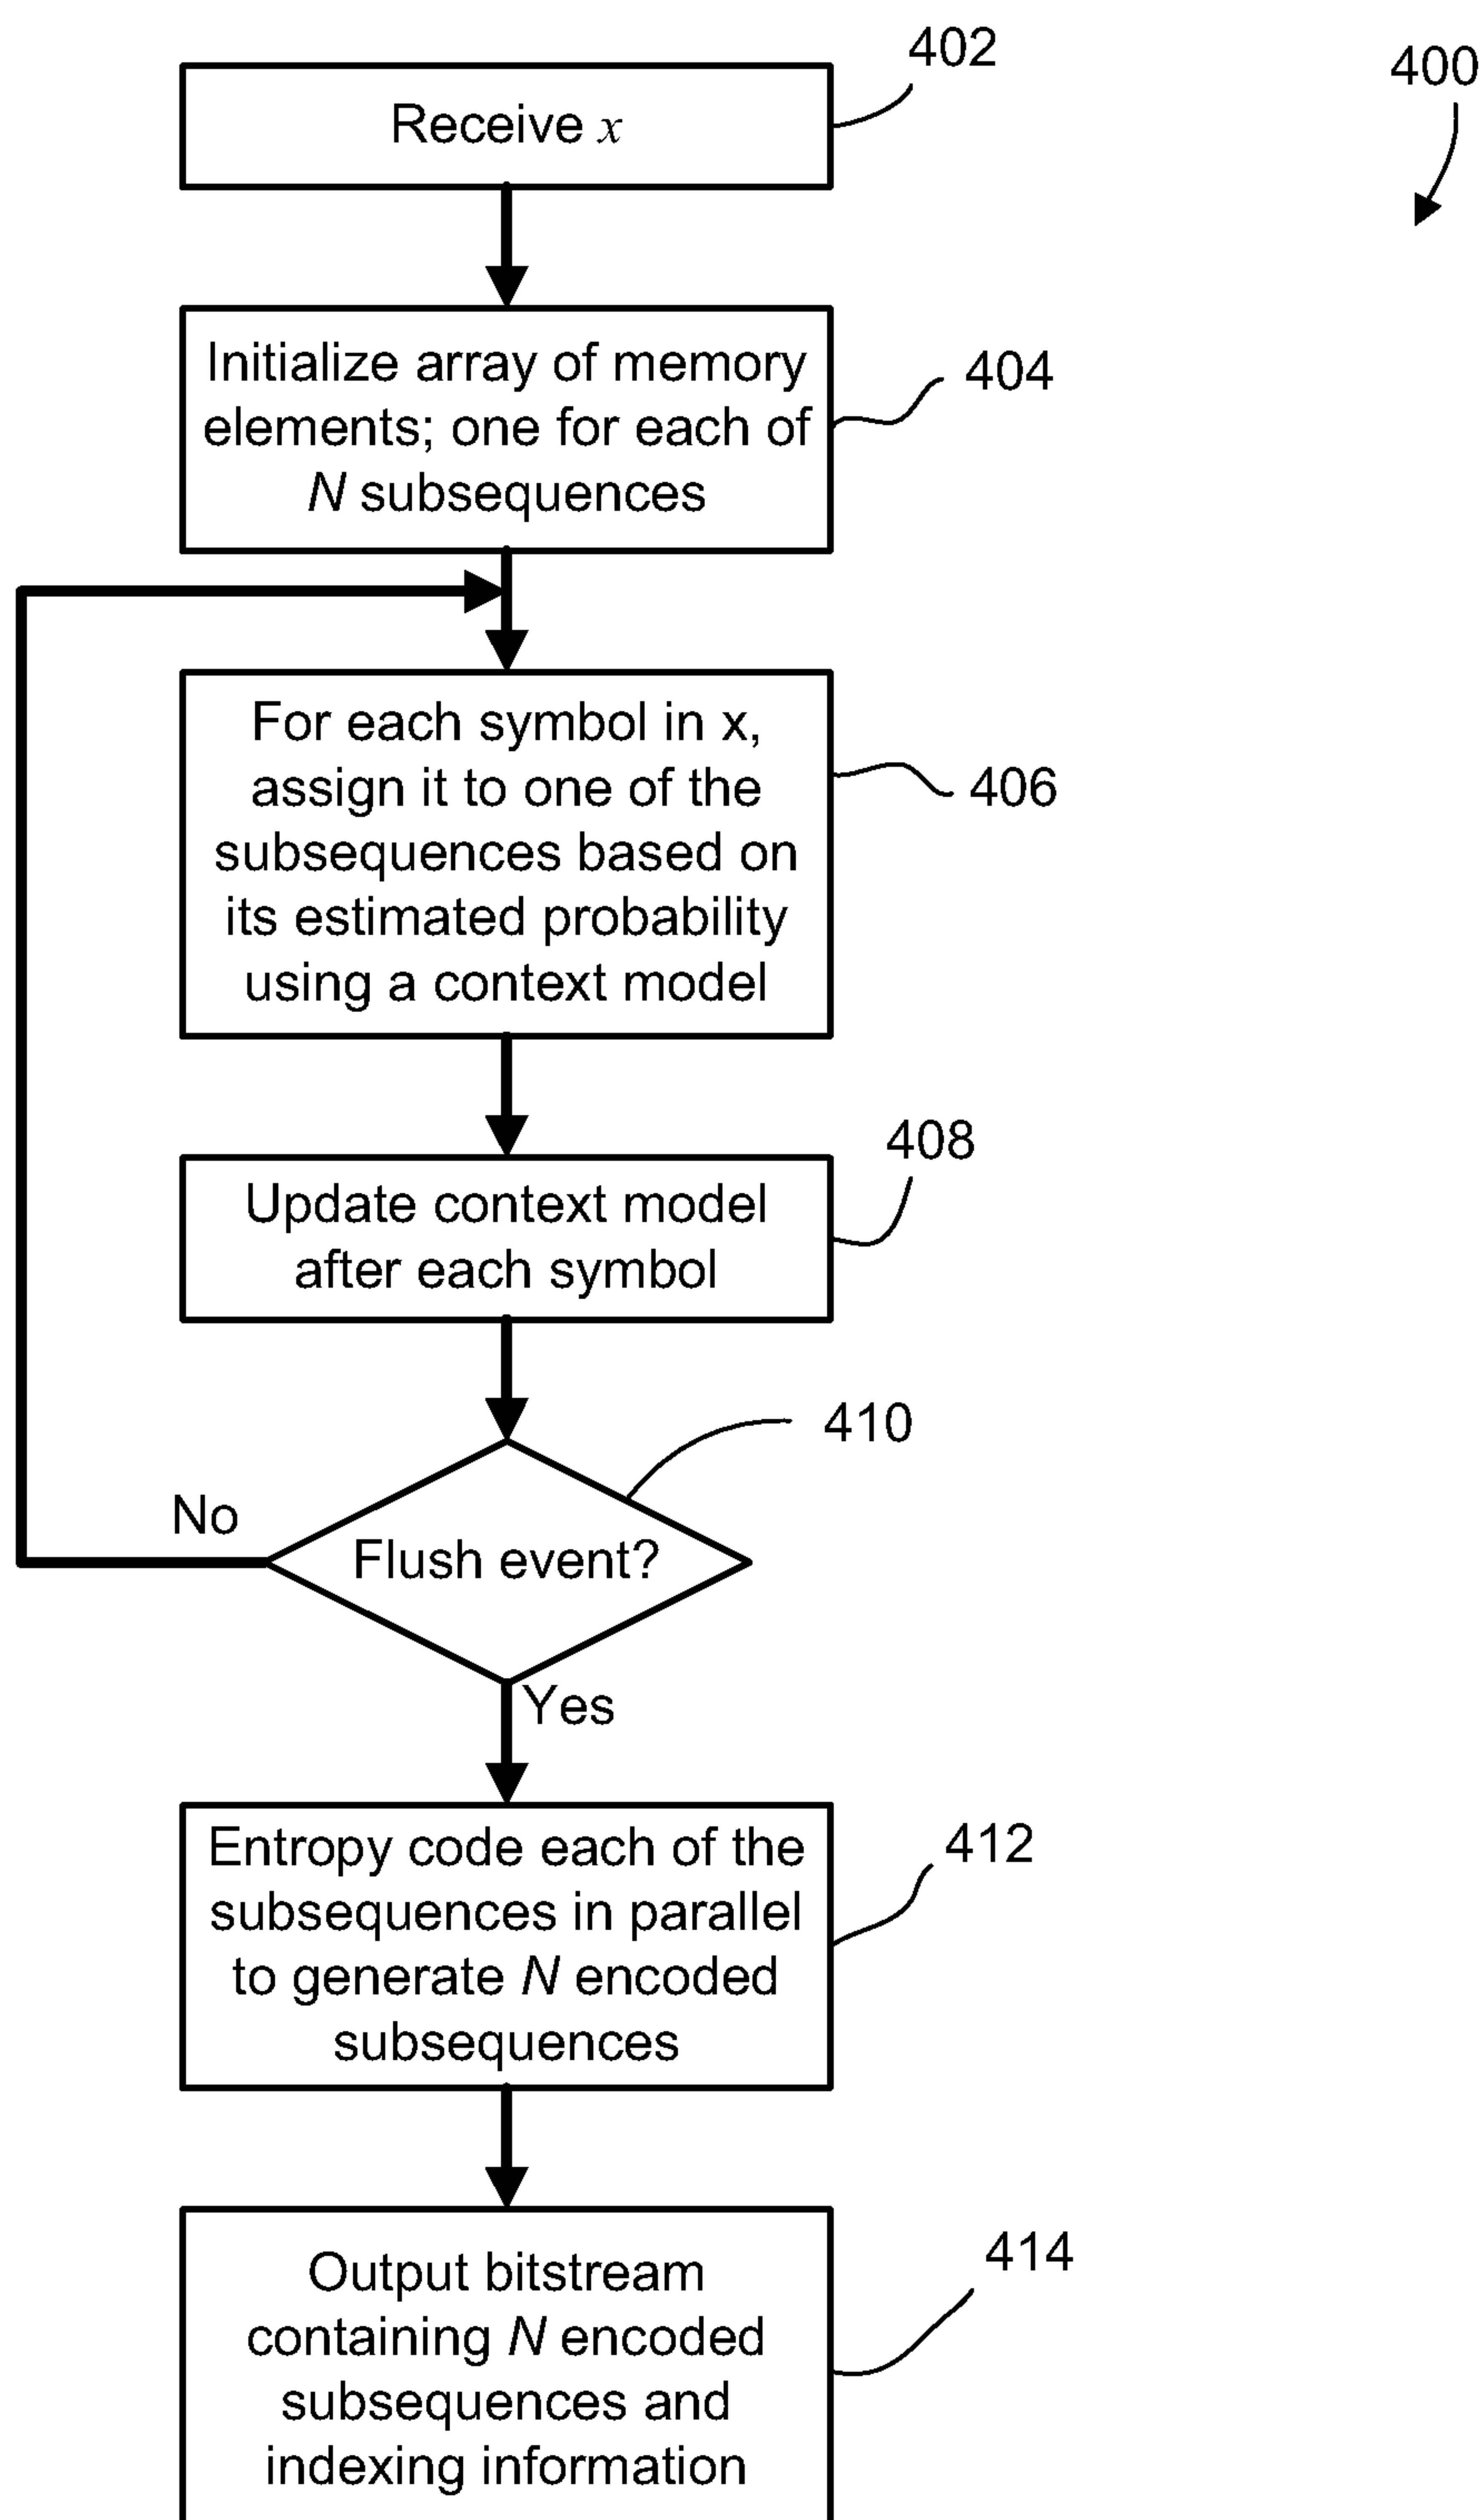 402
400
Receive x
Initialize array of memory
elements; one for each of
N subsequences
404
For each symbol in x,
assign it to one of the
subsequences based on
its estimated probability
using a context model
406
408
Update context model
after each symbol
410
No
Flush event?
Yes
Entropy code each of the
subsequences in parallel
to generate N encoded
subsequences
412
414
Output bitstream
containing N encoded
subsequences and
indexing information